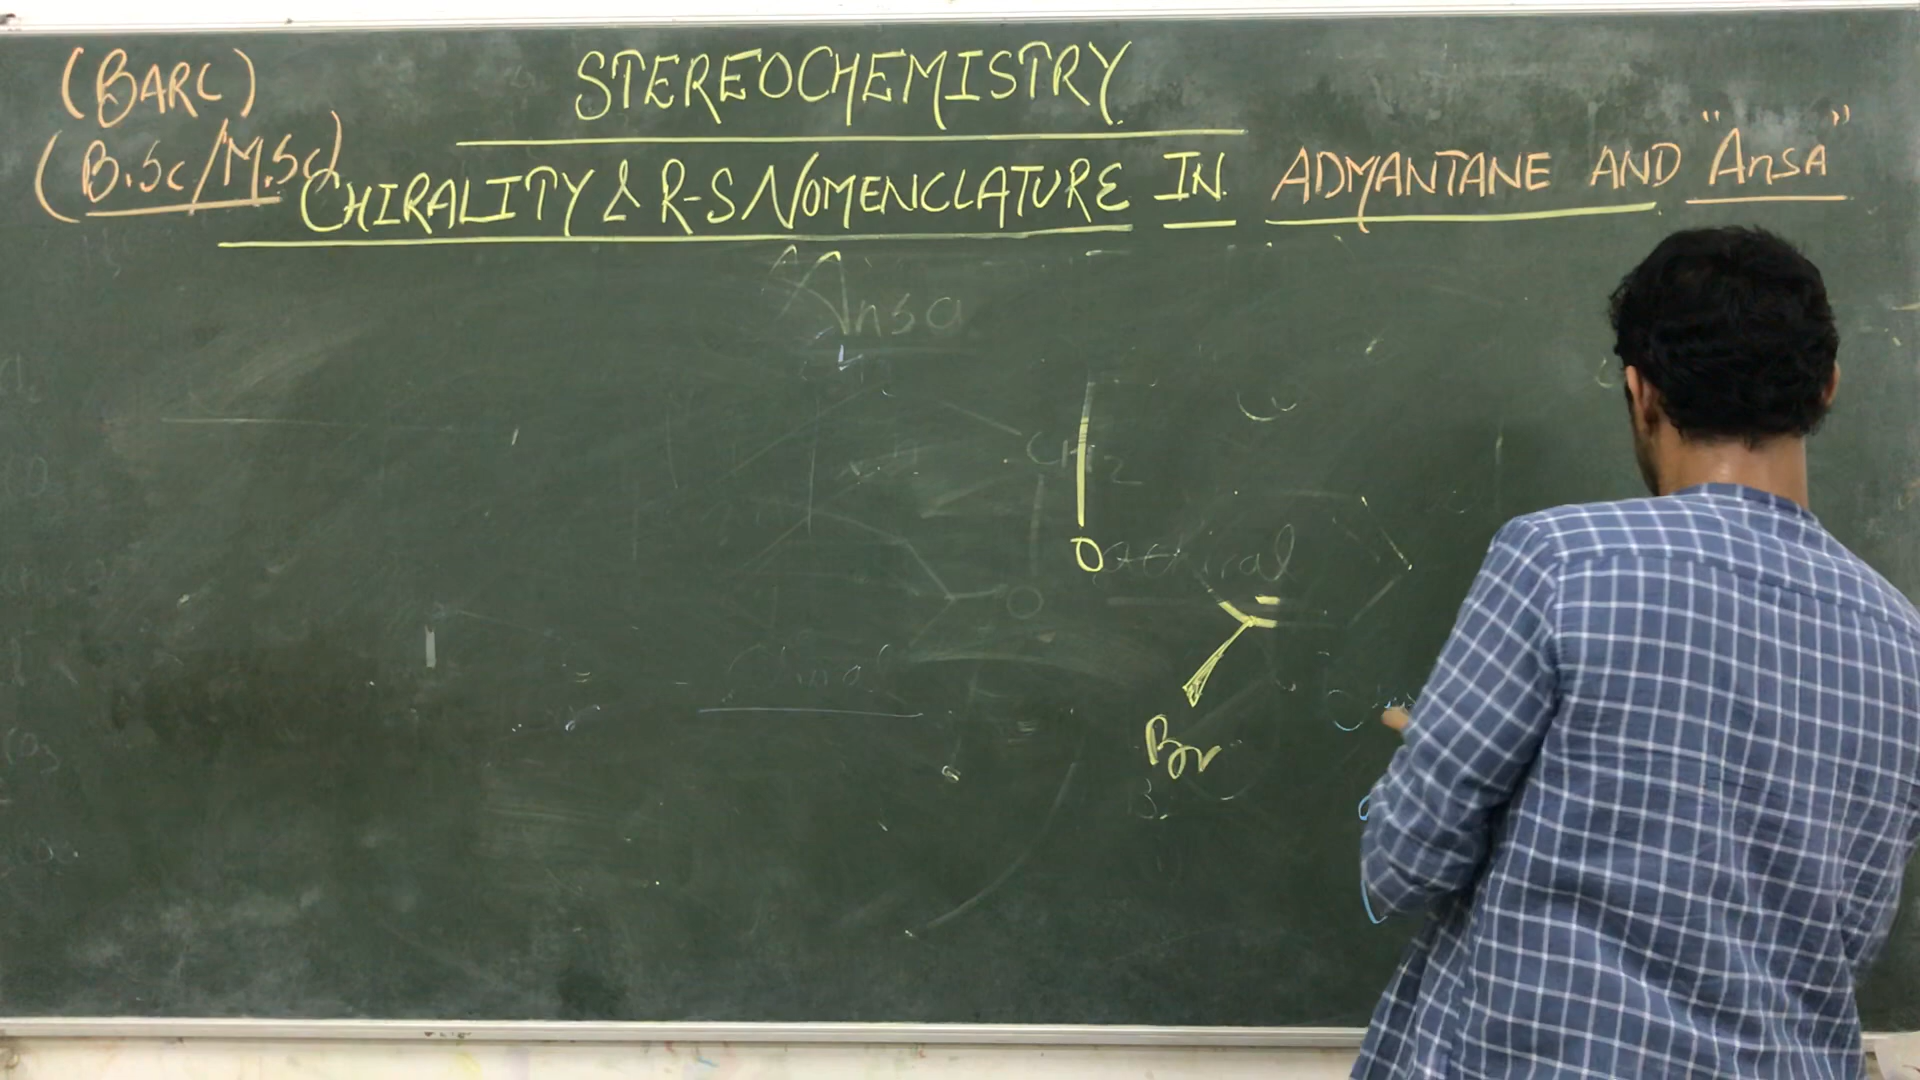 (BARC)
STEREOCHEMISTRY
(B.Sc/M.Sc)
CHIRALITY & R-S NOMENCLATURE IN ADMANTANE AND "Ansa"
Ansa
CH2
O
achiral
O
Chiral
Br